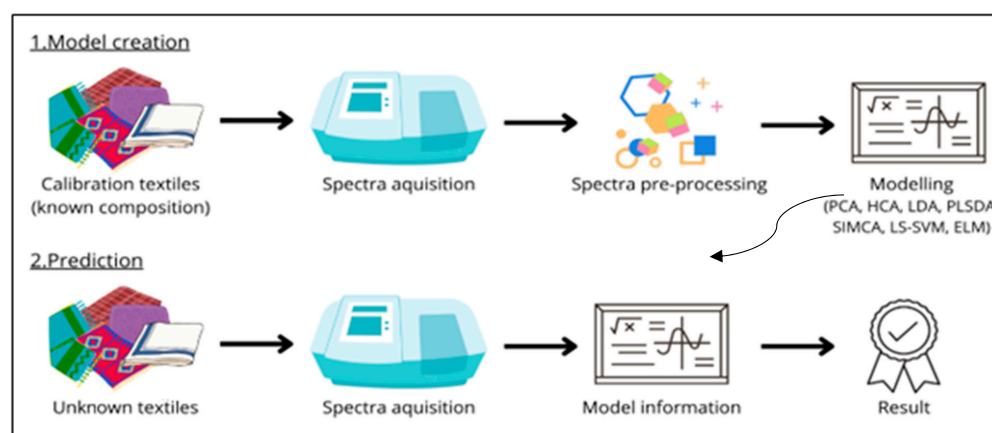 1.Model creation
Calibration textiles
(known composition)
Spectra aquisition
Spectra pre-processing
Modelling
(PCA, HCA, LDA, PLSDA,
SIMCA, LS-SVM, ELM)
2.Prediction
Unknown textiles
Spectra aquisition
Model information
Result